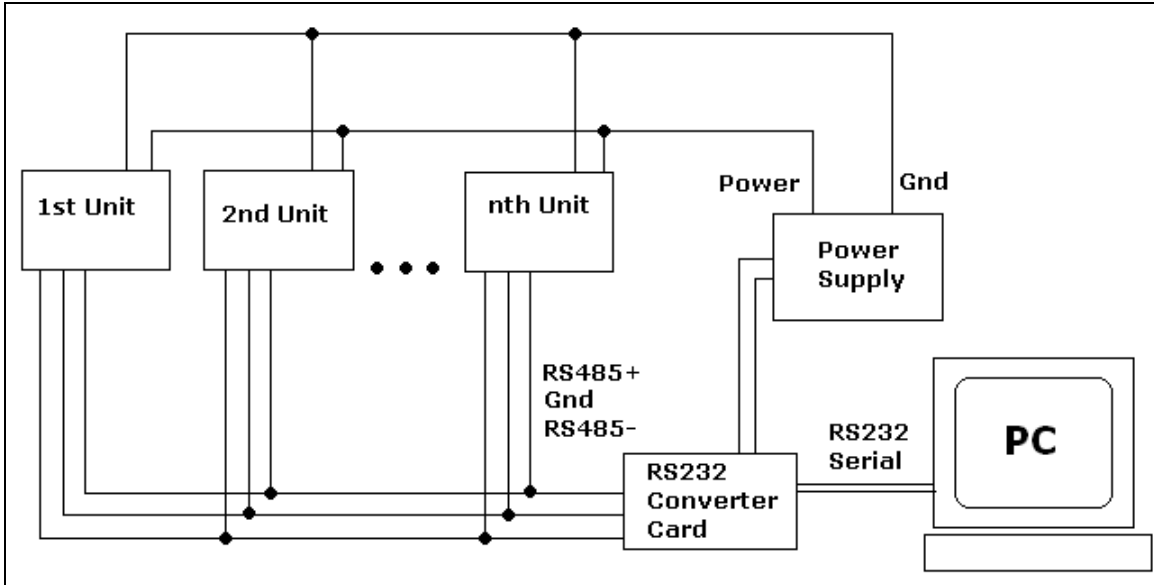 1st Unit
2nd Unit
nth Unit
Power
Gnd
Power
Supply
RS485+
Gnd
RS485-
RS232
Converter
Card
RS232
Serial
PC